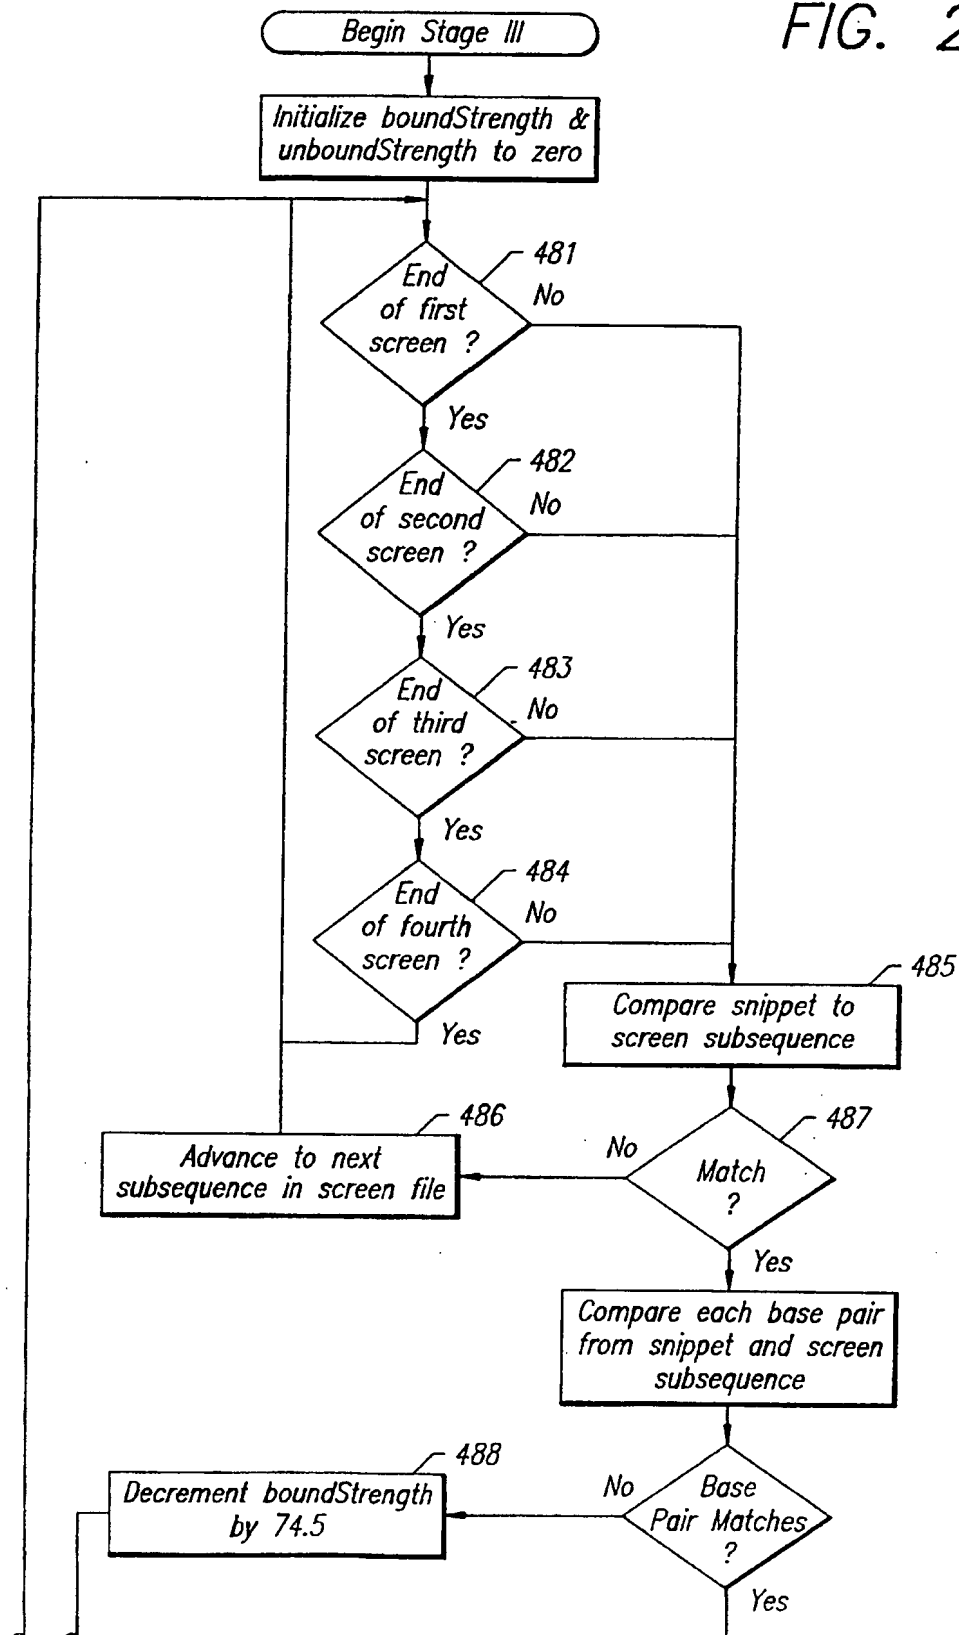 FIG. 2
Begin Stage III
Initialize boundStrength &
unboundStrength to zero
481
End
of first
screen ?
No
Yes
482
End
of second
screen ?
No
Yes
483
End
of third
screen ?
No
Yes
484
End
of fourth
screen ?
No
Yes
485
Compare snippet to
screen subsequence
486
Advance to next
subsequence in screen file
487
No
Match
?
Yes
Compare each base pair
from snippet and screen
subsequence
488
Decrement boundStrength
by 74.5
No
Base
Pair Matches
?
Yes